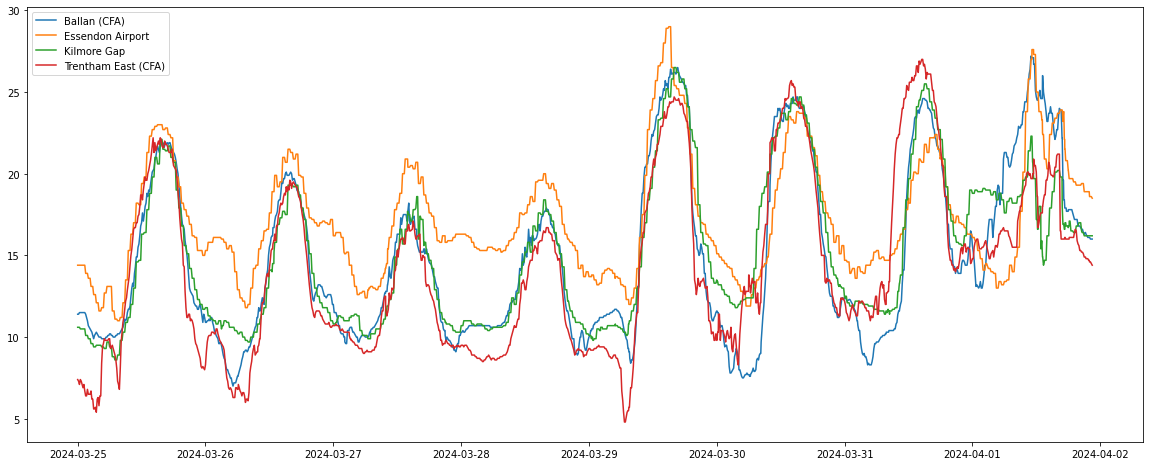 30
25
20
15
10
5
Ballan (CFA)
Essendon Airport
Kilmore Gap
Trentham East (CFA)
2024-03-25 2024-03-26 2024-03-27 2024-03-28 2024-03-29 2024-03-30 2024-03-31 2024-04-01 2024-04-02